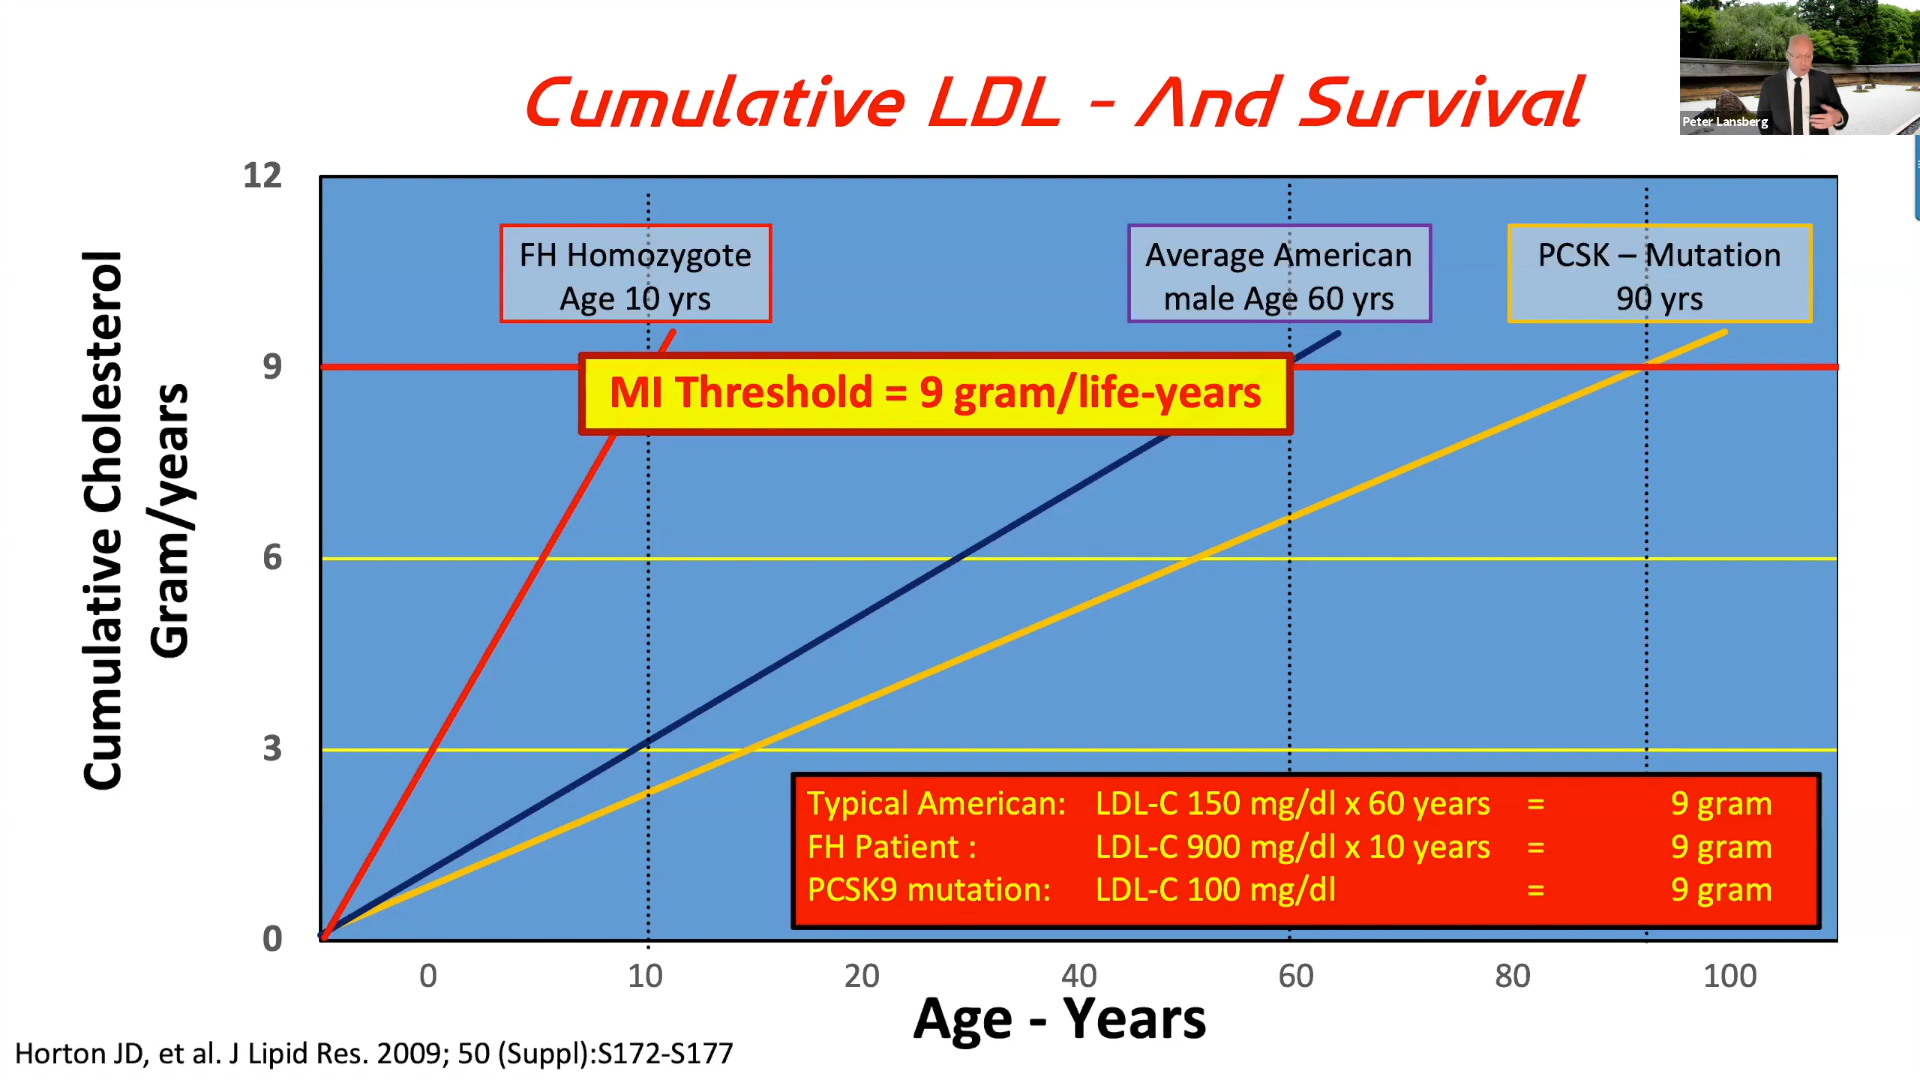 Cumulative LDL - And Survival
Peter Lansberg
12
9
6
3
0
Cumulative Cholesterol
Gram/years
FH Homozygote
Age 10 yrs
Average American
male Age 60 yrs
PCSK – Mutation
90 yrs
MI Threshold = 9 gram/life-years
Typical American: LDL-C 150 mg/dl x 60 years = 9 gram
FH Patient : LDL-C 900 mg/dl x 10 years = 9 gram
PCSK9 mutation: LDL-C 100 mg/dl = 9 gram
0 10 20 40 60 80 100
Age - Years
Horton JD, et al. J Lipid Res. 2009; 50 (Suppl):S172-S177